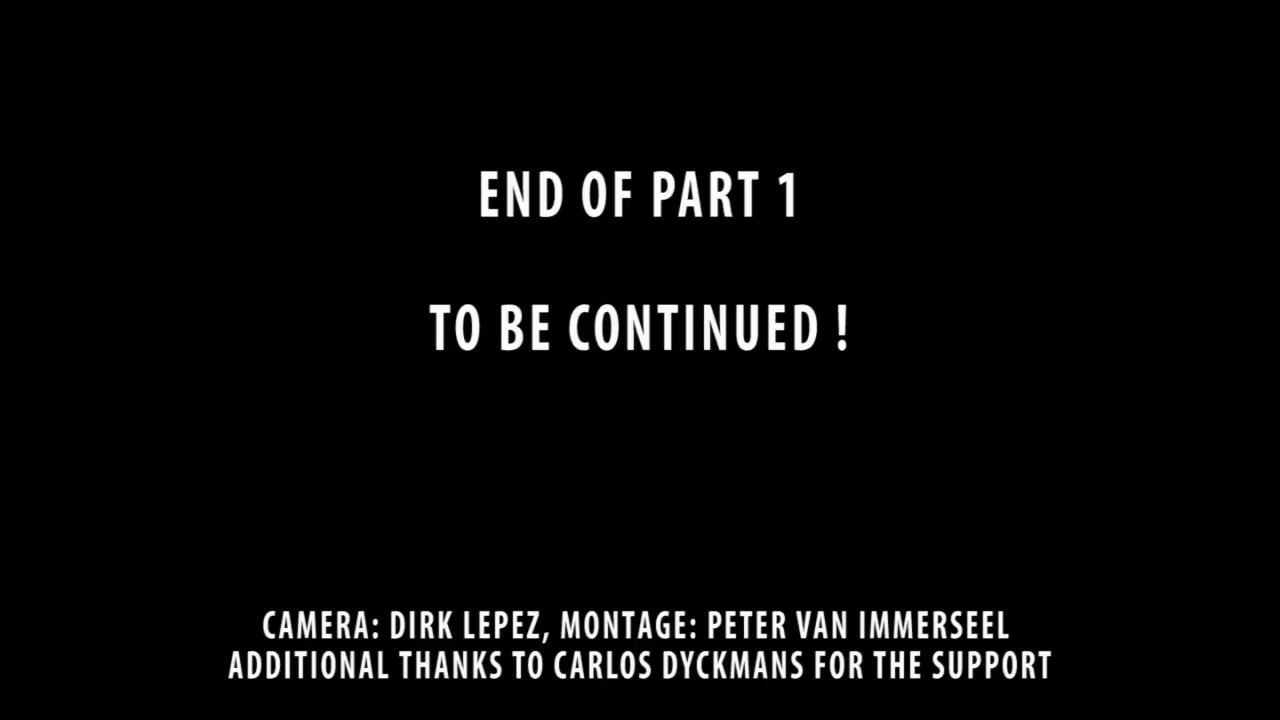 END OF PART 1
TO BE CONTINUED !
CAMERA: DIRK LEPEZ, MONTAGE: PETER VAN IMMERSEEL
ADDITIONAL THANKS TO CARLOS DYCKMANS FOR THE SUPPORT